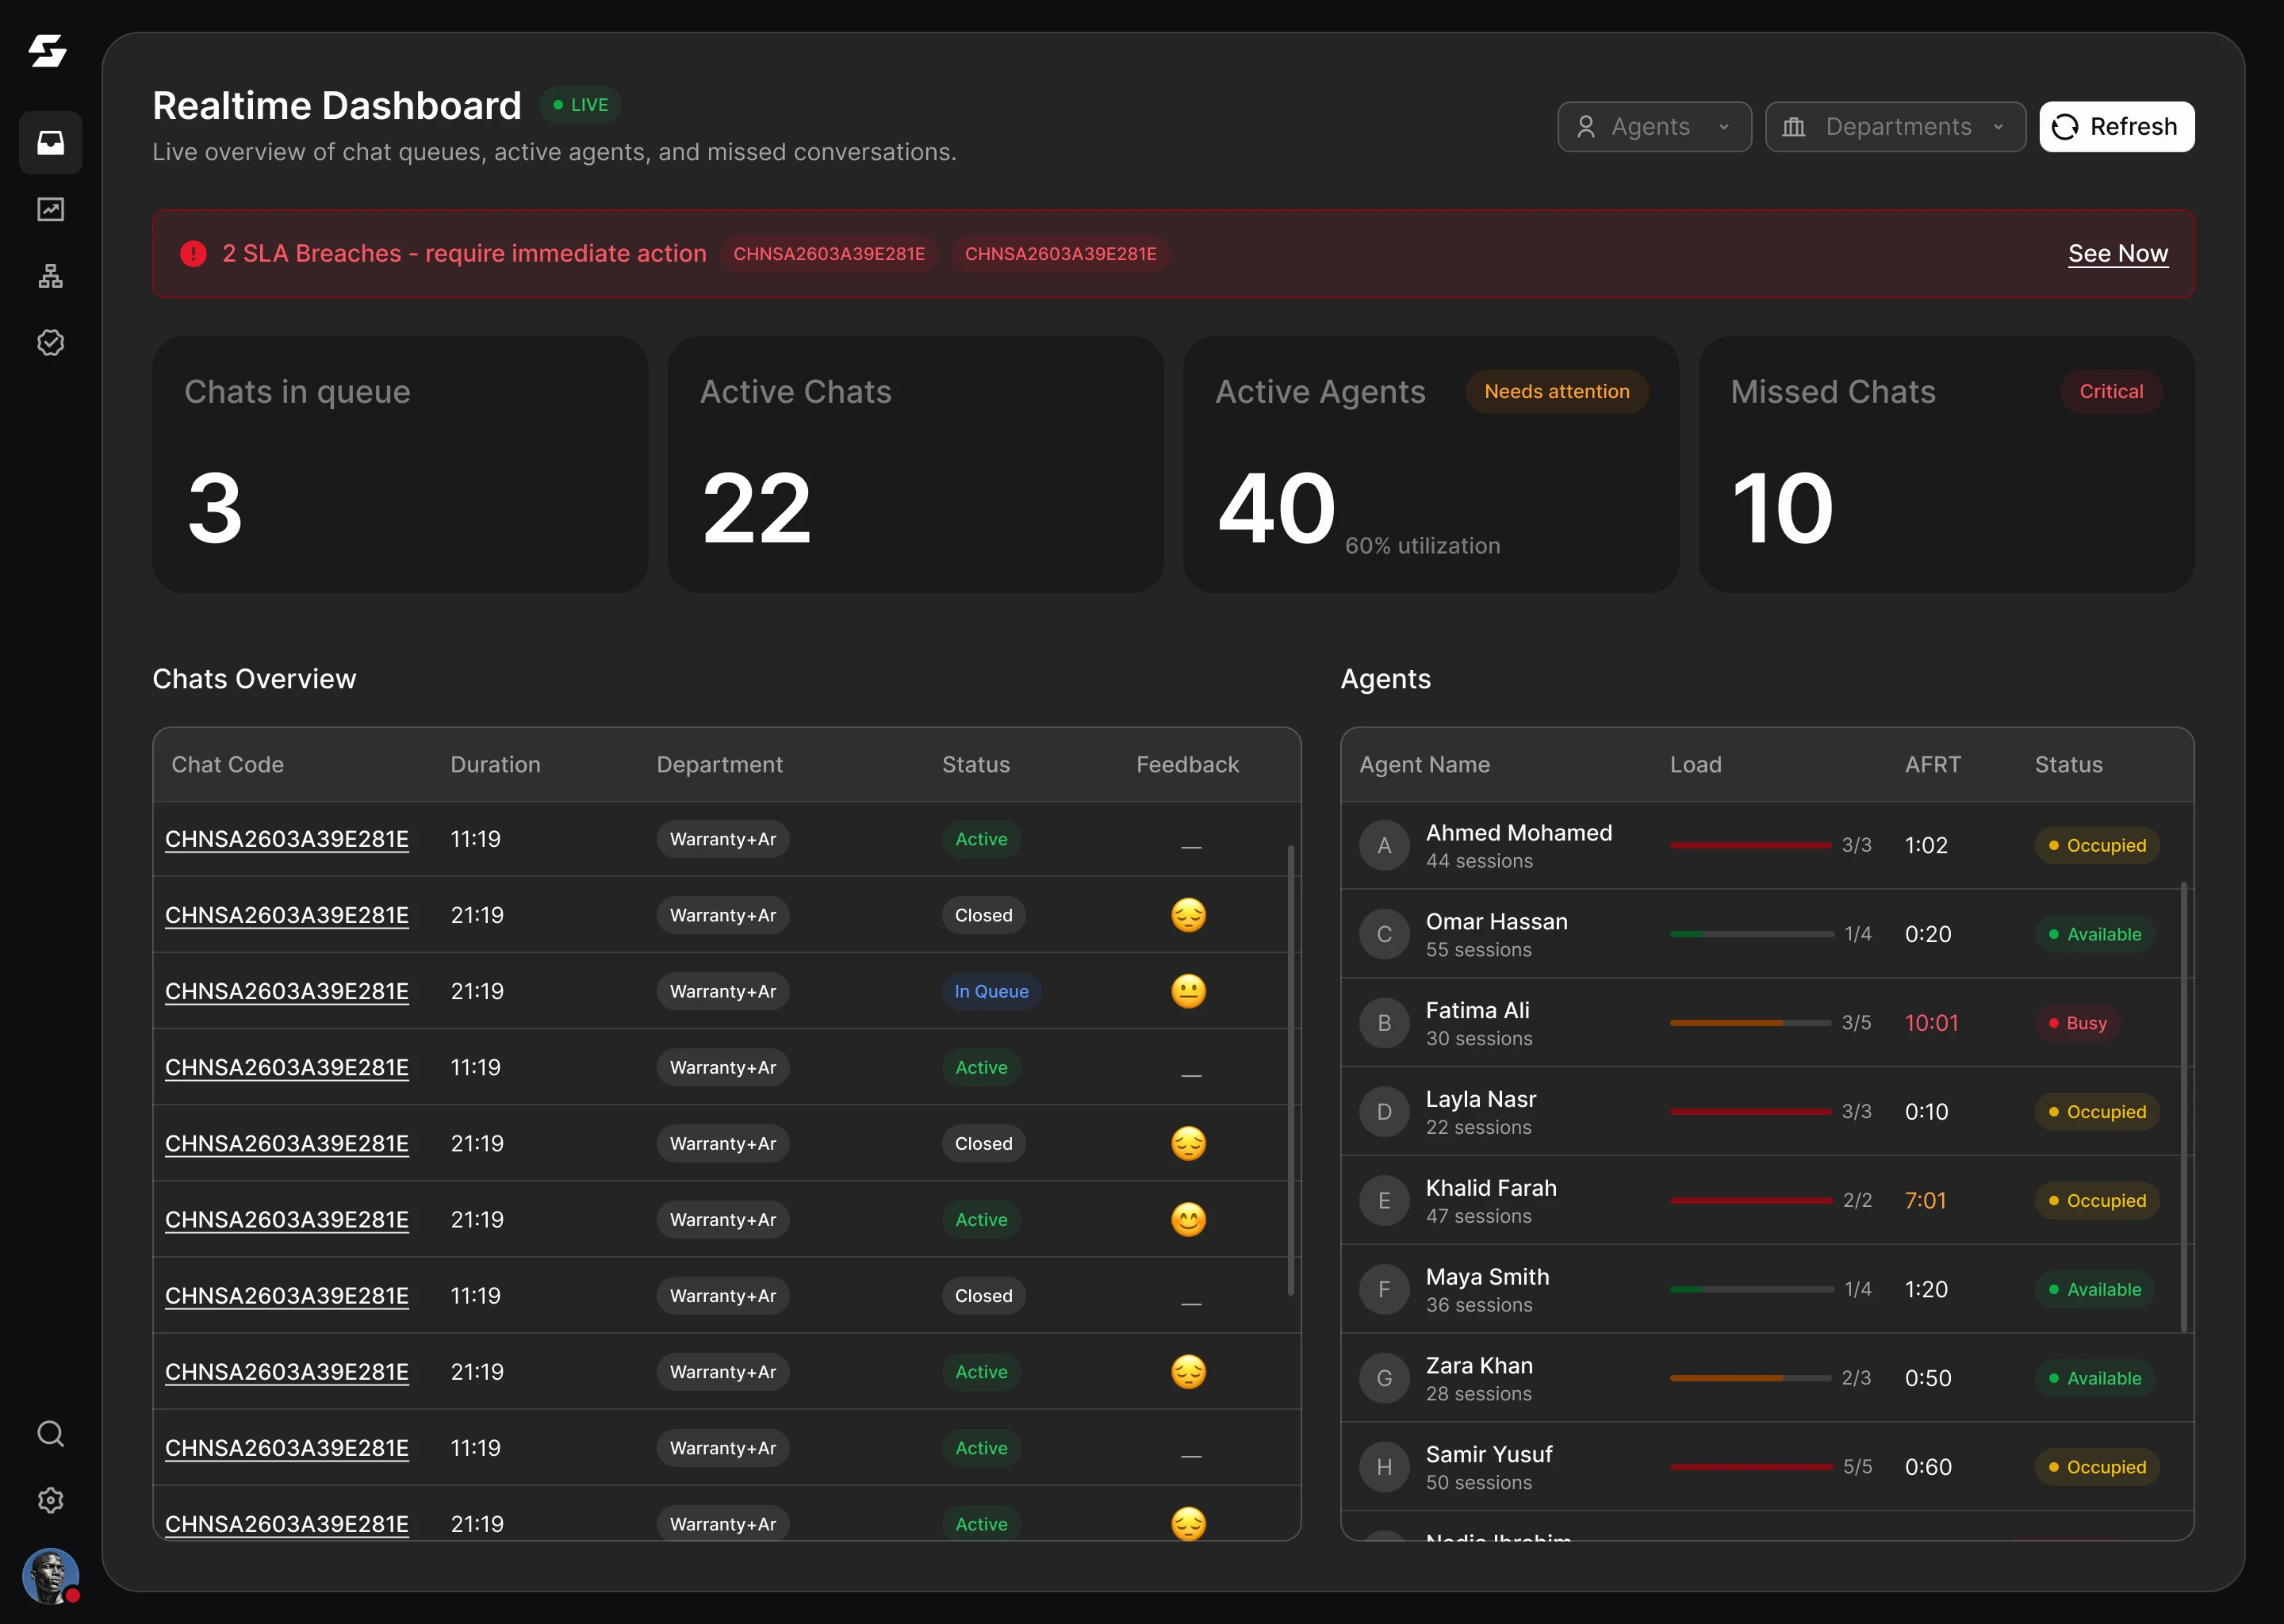 Realtime Dashboard
LIVE
Live overview of chat queues, active agents, and missed conversations.
Agents
Departments
Refresh
! 2 SLA Breaches - require immediate action CHNSA2603A39E281E CHNSA2603A39E281E See Now
Chats in queue
3
Active Chats
22
Active Agents Needs attention
40 60% utilization
Missed Chats Critical
10
Chats Overview
Chat Code Duration Department Status Feedback
CHNSA2603A39E281E 11:19 Warranty+Ar Active —
CHNSA2603A39E281E 21:19 Warranty+Ar Closed 😔
CHNSA2603A39E281E 21:19 Warranty+Ar In Queue 😐
CHNSA2603A39E281E 11:19 Warranty+Ar Active —
CHNSA2603A39E281E 21:19 Warranty+Ar Closed 😔
CHNSA2603A39E281E 21:19 Warranty+Ar Active 😊
CHNSA2603A39E281E 11:19 Warranty+Ar Closed —
CHNSA2603A39E281E 21:19 Warranty+Ar Active 😔
CHNSA2603A39E281E 11:19 Warranty+Ar Active —
CHNSA2603A39E281E 21:19 Warranty+Ar Active 😔
Agents
Agent Name Load AFRT Status
A Ahmed Mohamed 3/3 1:02 Occupied
44 sessions
C Omar Hassan 1/4 0:20 Available
55 sessions
B Fatima Ali 3/5 10:01 Busy
30 sessions
D Layla Nasr 3/3 0:10 Occupied
22 sessions
E Khalid Farah 2/2 7:01 Occupied
47 sessions
F Maya Smith 1/4 1:20 Available
36 sessions
G Zara Khan 2/3 0:50 Available
28 sessions
H Samir Yusuf 5/5 0:60 Occupied
50 sessions